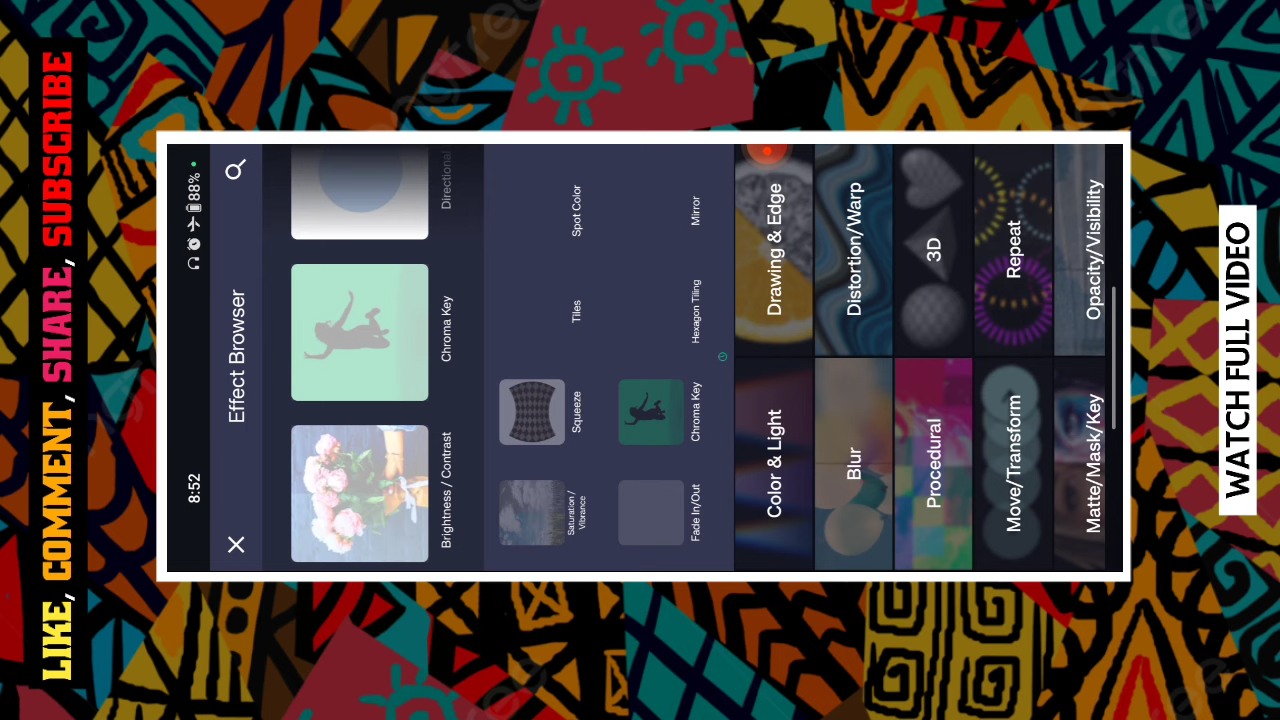 LIKE, COMMENT, SHARE, SUBSCRIBE
8:52
88%
Effect Browser
Brightness / Contrast
Chroma Key
Directional
Saturation /
Vibrance
Squeeze
Tiles
Spot Color
Fade In/Out
Chroma Key
Hexagon Tiling
Mirror
Color & Light
Drawing & Edge
Blur
Distortion/Warp
Procedural
3D
Move/Transform
Repeat
Matte/Mask/Key
Opacity/Visibility
WATCH FULL VIDEO